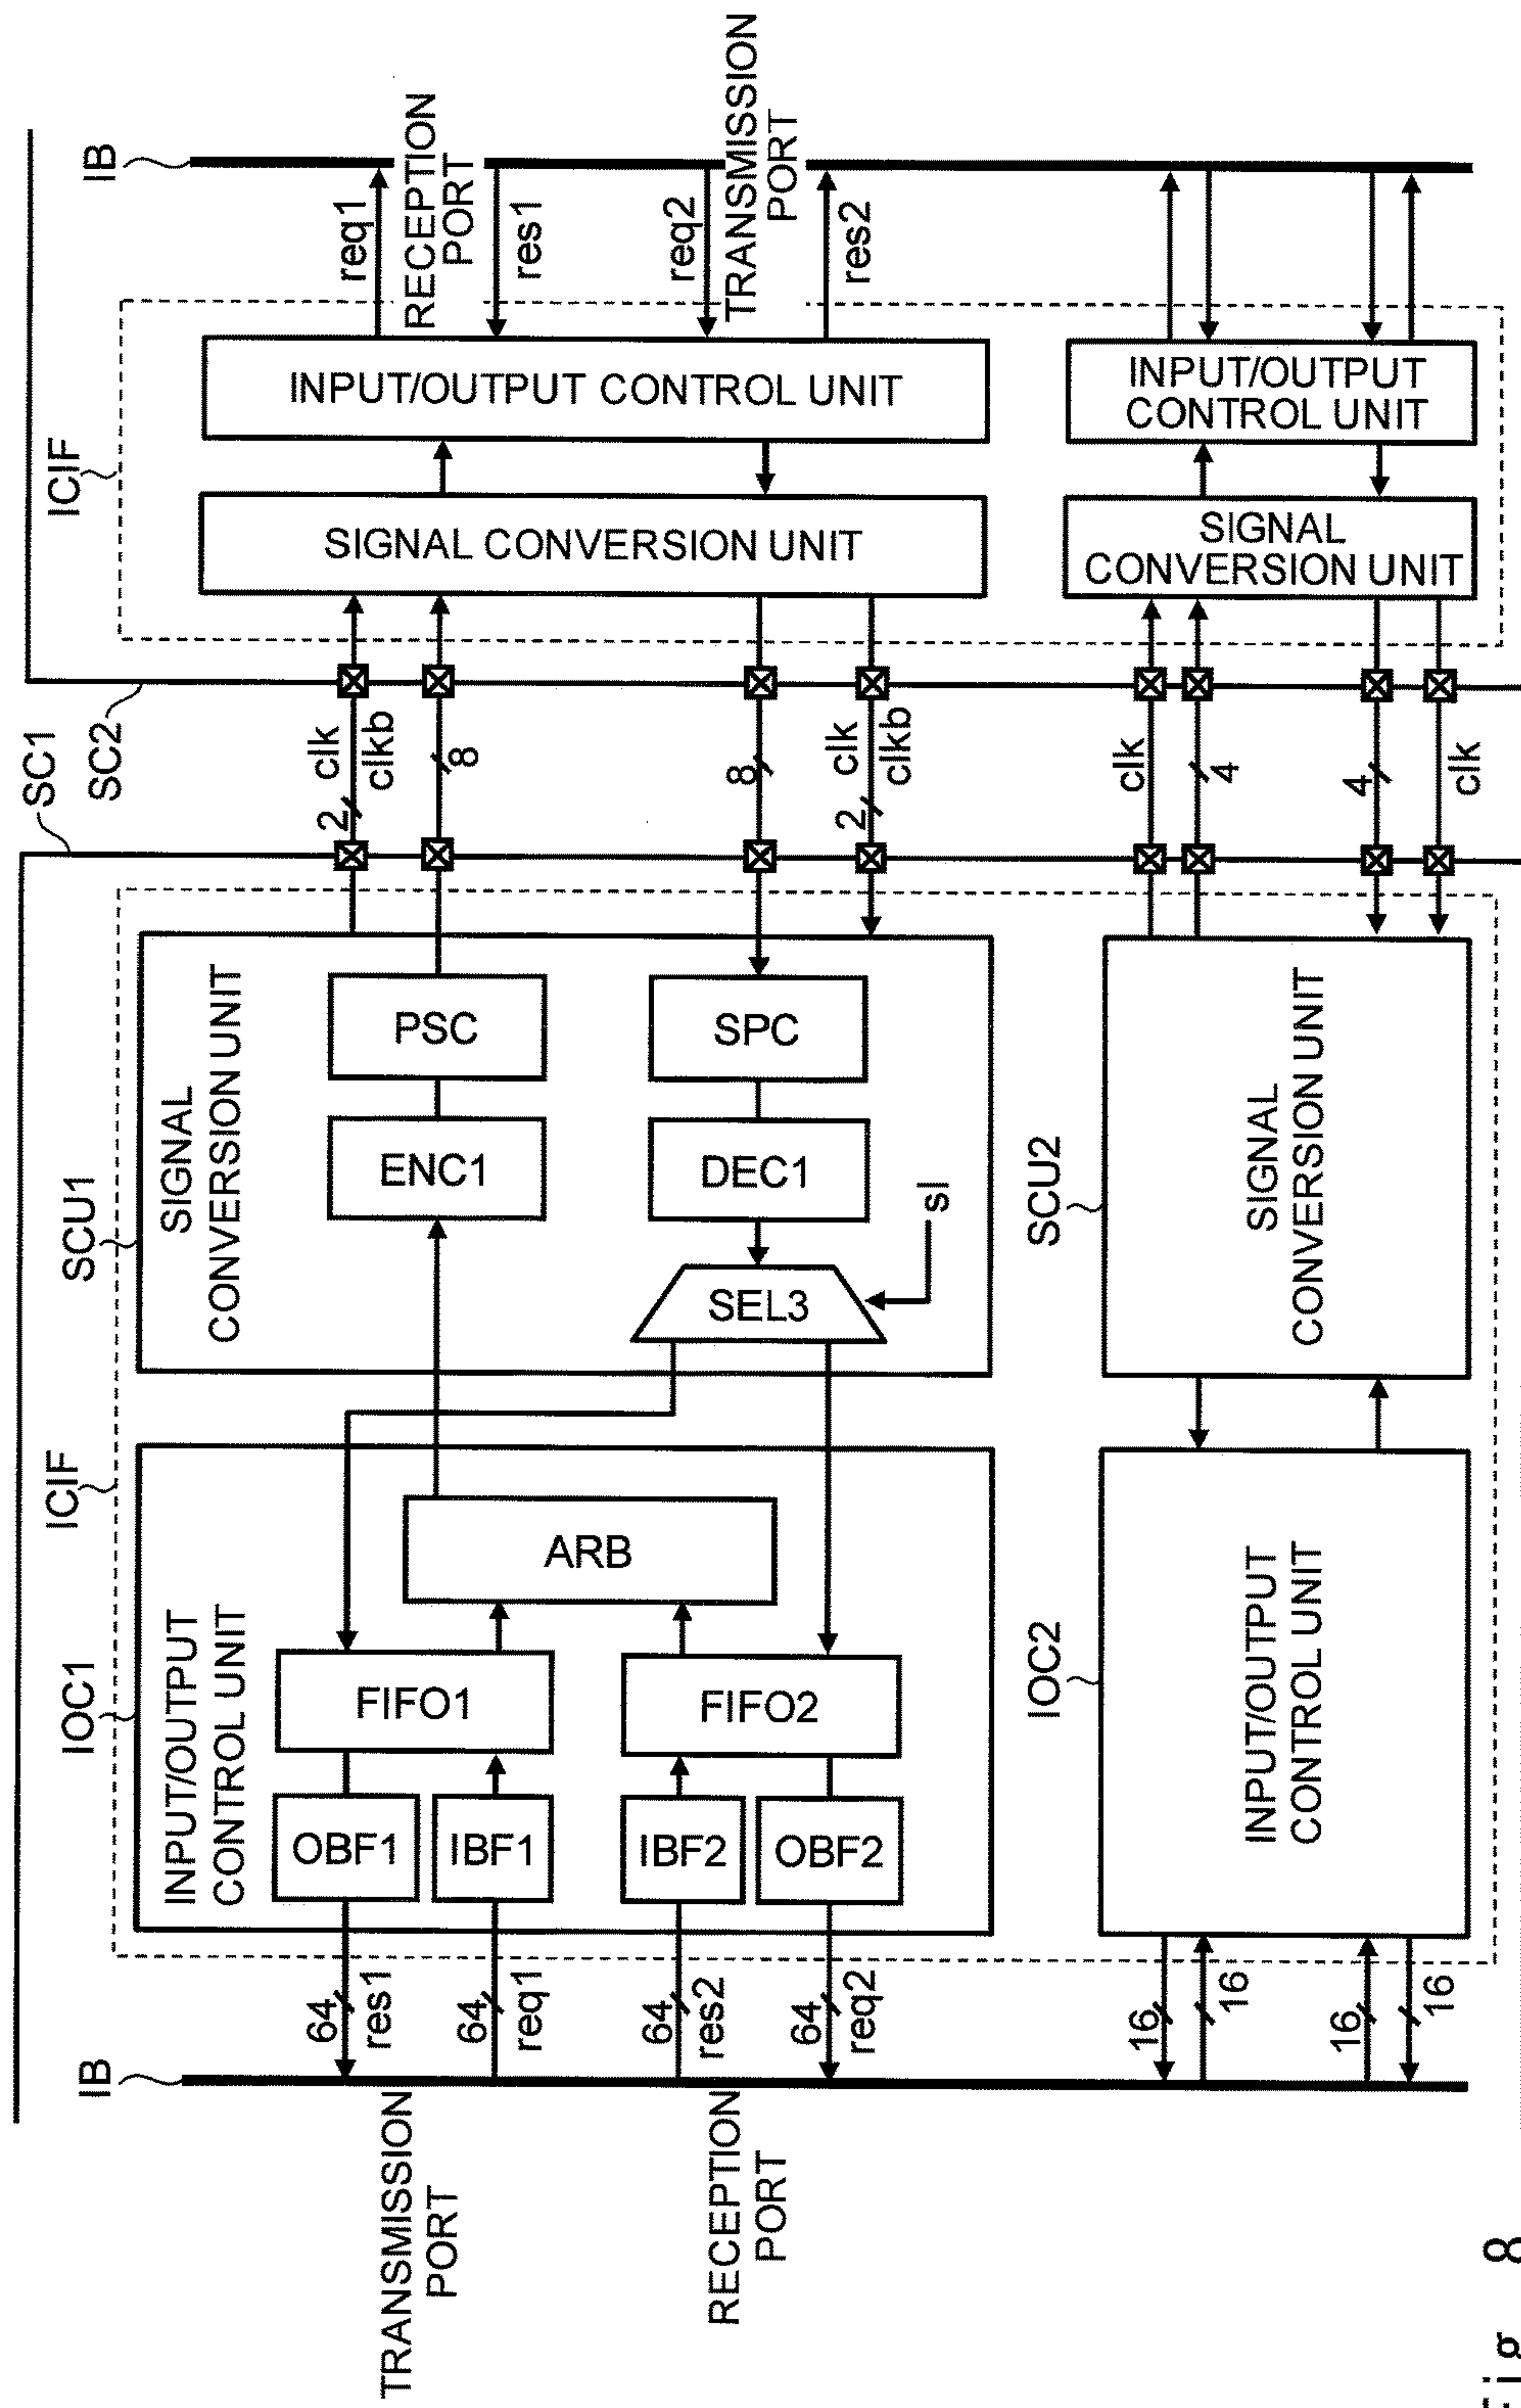 IB
TRANSMISSION
PORT
RECEPTION
PORT
64
res1
64
req1
64
res2
64
req2
16
16
16
16
ICIF
IOC1
INPUT/OUTPUT
CONTROL UNIT
OBF1
IBF1
IBF2
OBF2
FIFO1
FIFO2
ARB
IOC2
INPUT/OUTPUT
CONTROL UNIT
SCU1
SIGNAL
CONVERSION UNIT
SEL3
sl
ENC1
DEC1
PSC
SPC
SCU2
SIGNAL
CONVERSION UNIT
SC1
SC2
2
clk
clkb
8
8
2
clk
clkb
clk
4
4
clk
ICIF
SIGNAL CONVERSION UNIT
INPUT/OUTPUT CONTROL UNIT
SIGNAL
CONVERSION UNIT
INPUT/OUTPUT
CONTROL UNIT
IB
req1
RECEPTION
PORT
res1
req2
TRANSMISSION
PORT
res2
Fig. 8